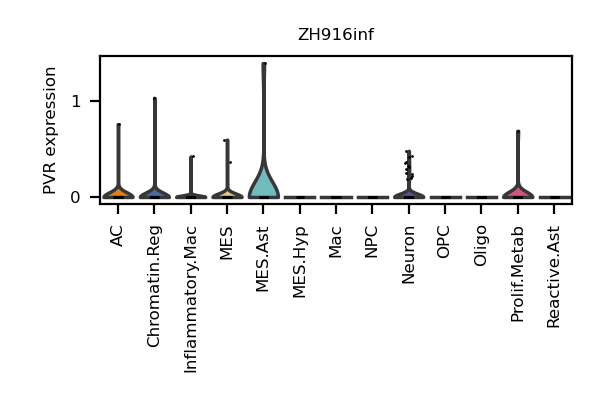 ZH916inf
PVR expression
1
0
AC
Chromatin.Reg
Inflammatory.Mac
MES
MES.Ast
MES.Hyp
Mac
NPC
Neuron
OPC
Oligo
Prolif.Metab
Reactive.Ast